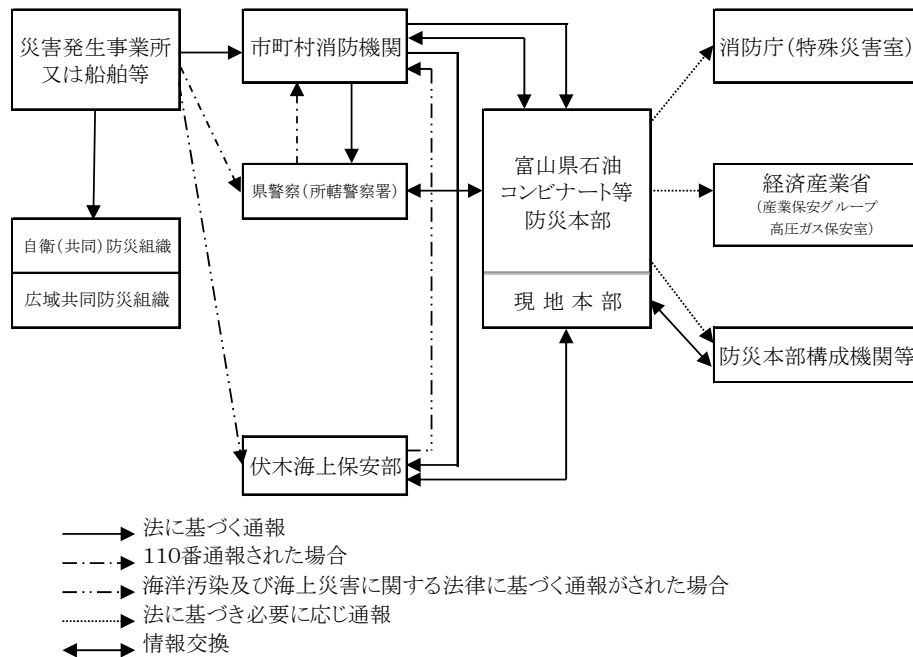 災害発生事業所
又は船舶等
市町村消防機関
消防庁(特殊災害室)
富山県石油
コンビナート等
防災本部
県警察(所轄警察署)
経済産業省
(産業保安グループ
高圧ガス保安室)
自衛(共同)防災組織
広域共同防災組織
現地本部
防災本部構成機関等
伏木海上保安部
法に基づく通報
110番通報された場合
海洋汚染及び海上災害に関する法律に基づく通報がされた場合
法に基づき必要に応じ通報
情報交換